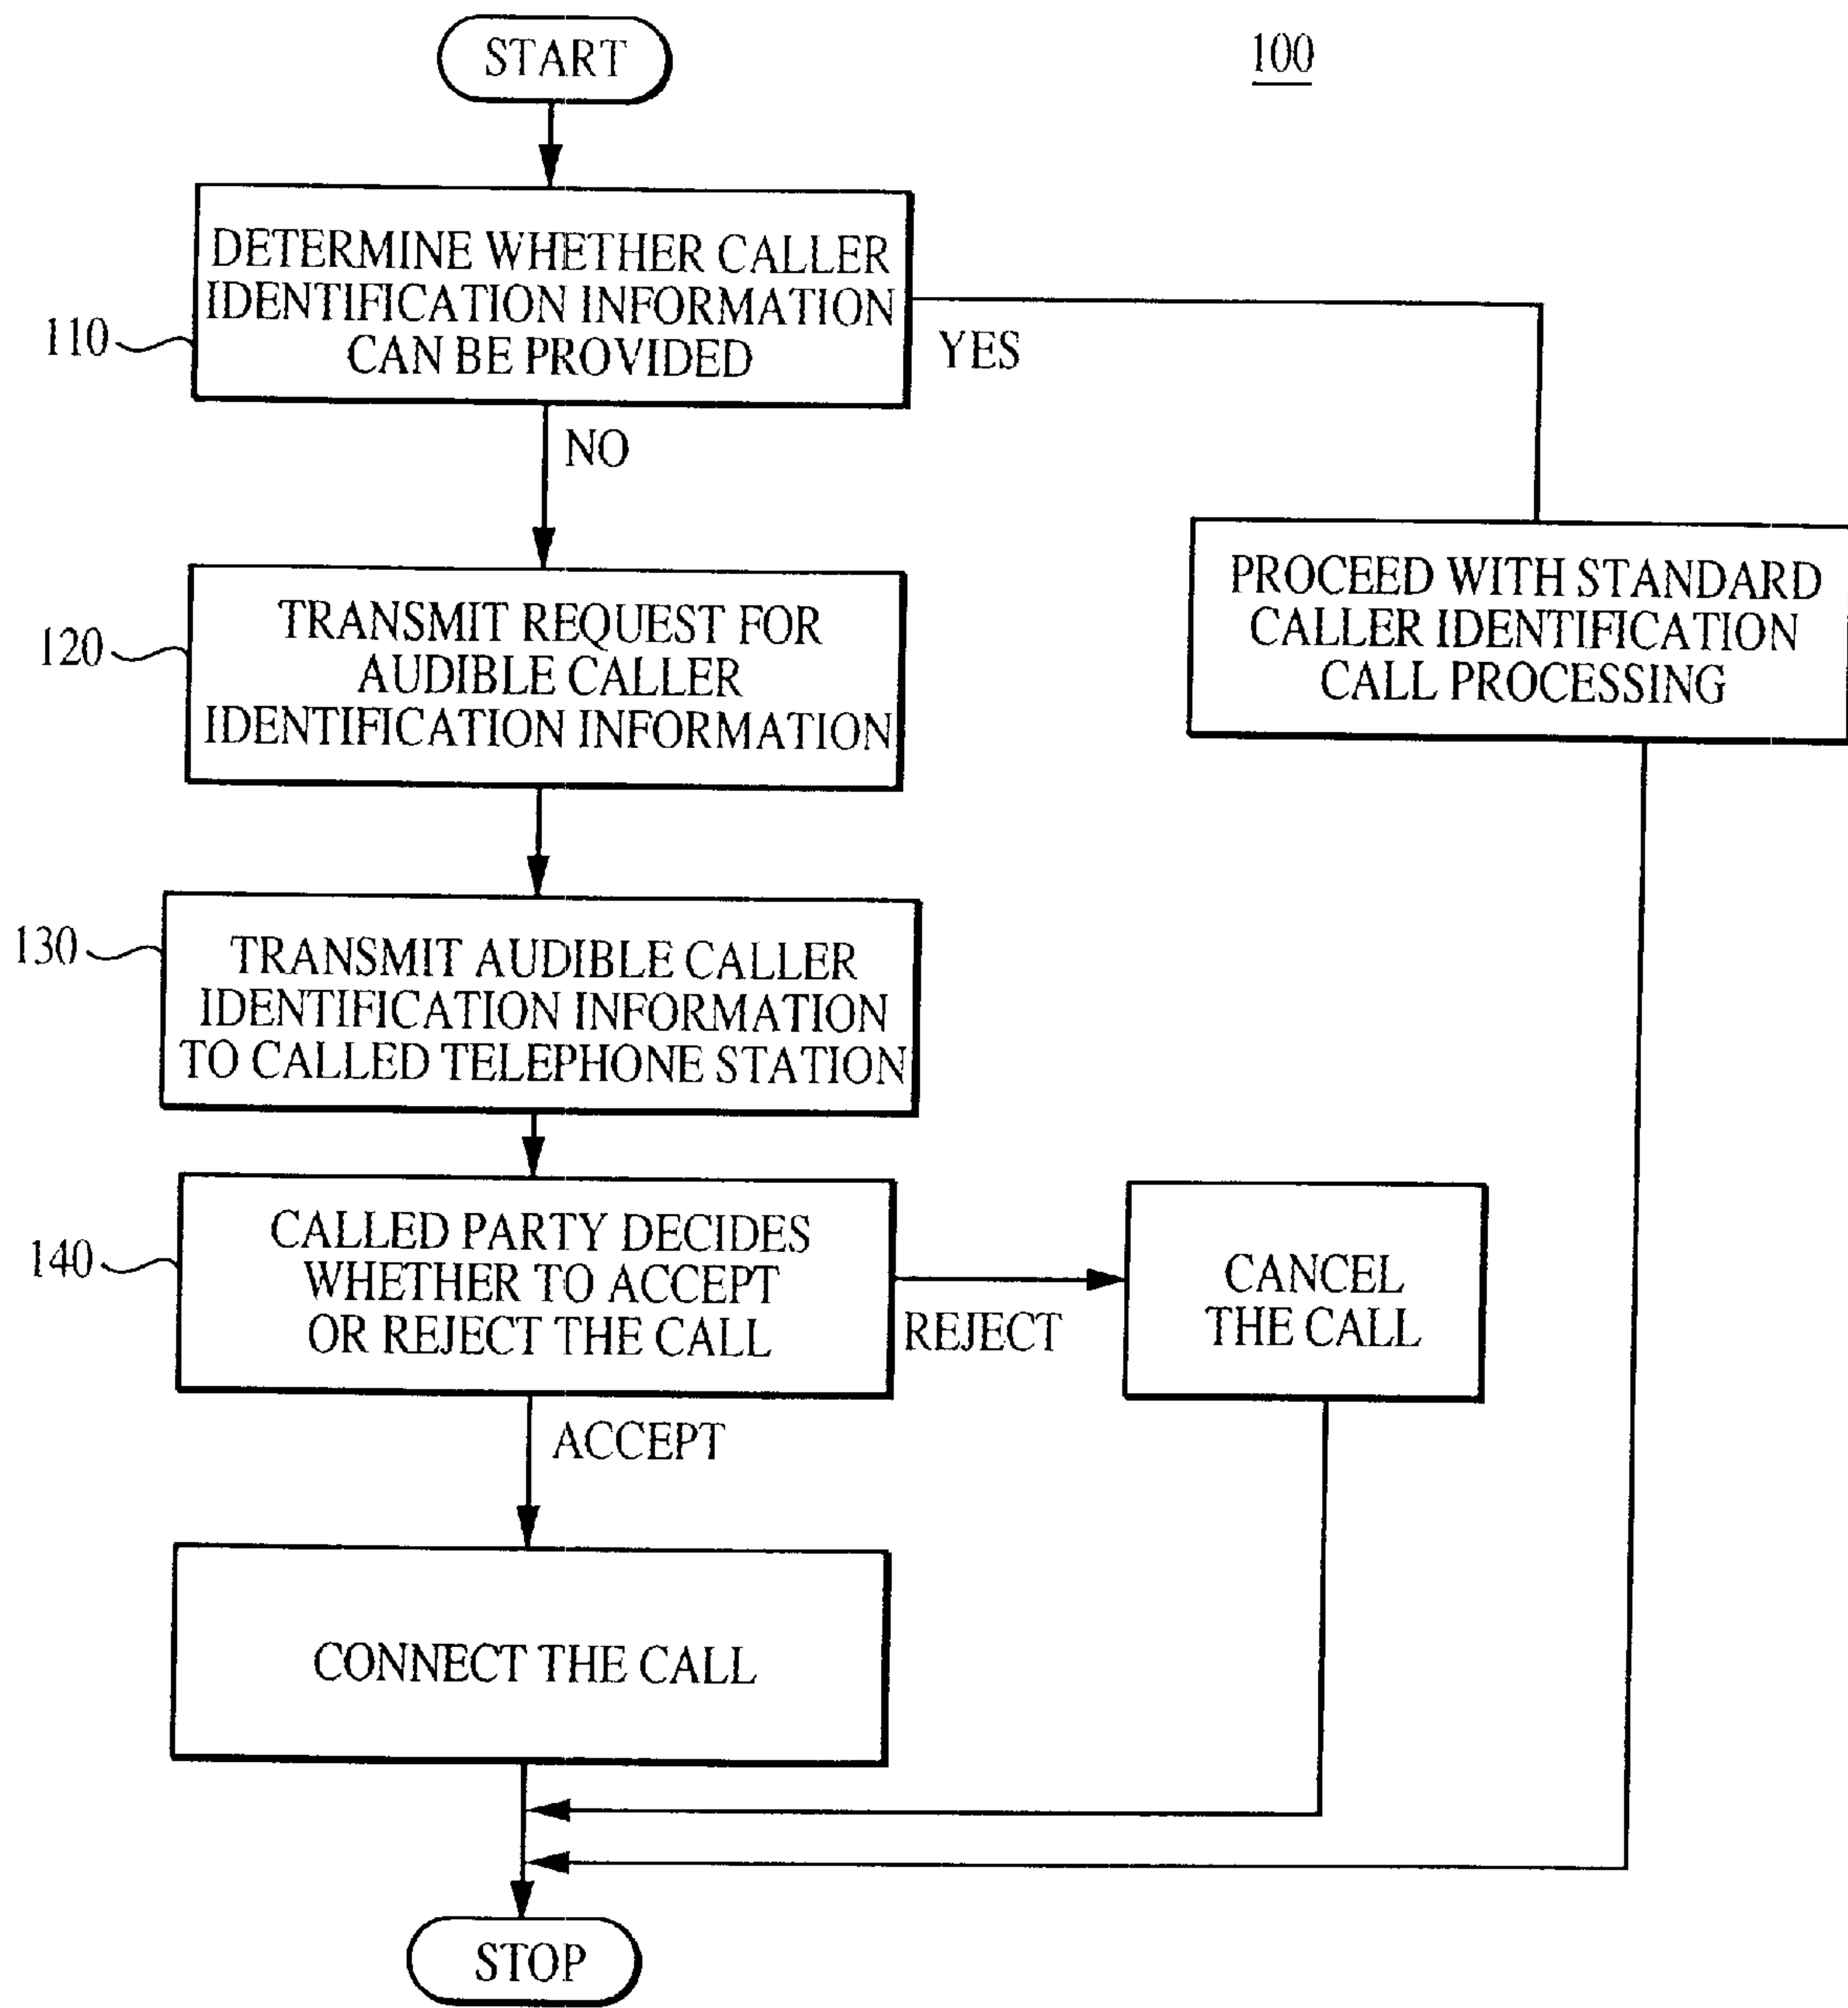 START
100
DETERMINE WHETHER CALLER
IDENTIFICATION INFORMATION
CAN BE PROVIDED
110
YES
NO
PROCEED WITH STANDARD
CALLER IDENTIFICATION
CALL PROCESSING
TRANSMIT REQUEST FOR
AUDIBLE CALLER
IDENTIFICATION INFORMATION
120
130
TRANSMIT AUDIBLE CALLER
IDENTIFICATION INFORMATION
TO CALLED TELEPHONE STATION
CALLED PARTY DECIDES
WHETHER TO ACCEPT
OR REJECT THE CALL
140
REJECT
CANCEL
THE CALL
ACCEPT
CONNECT THE CALL
STOP